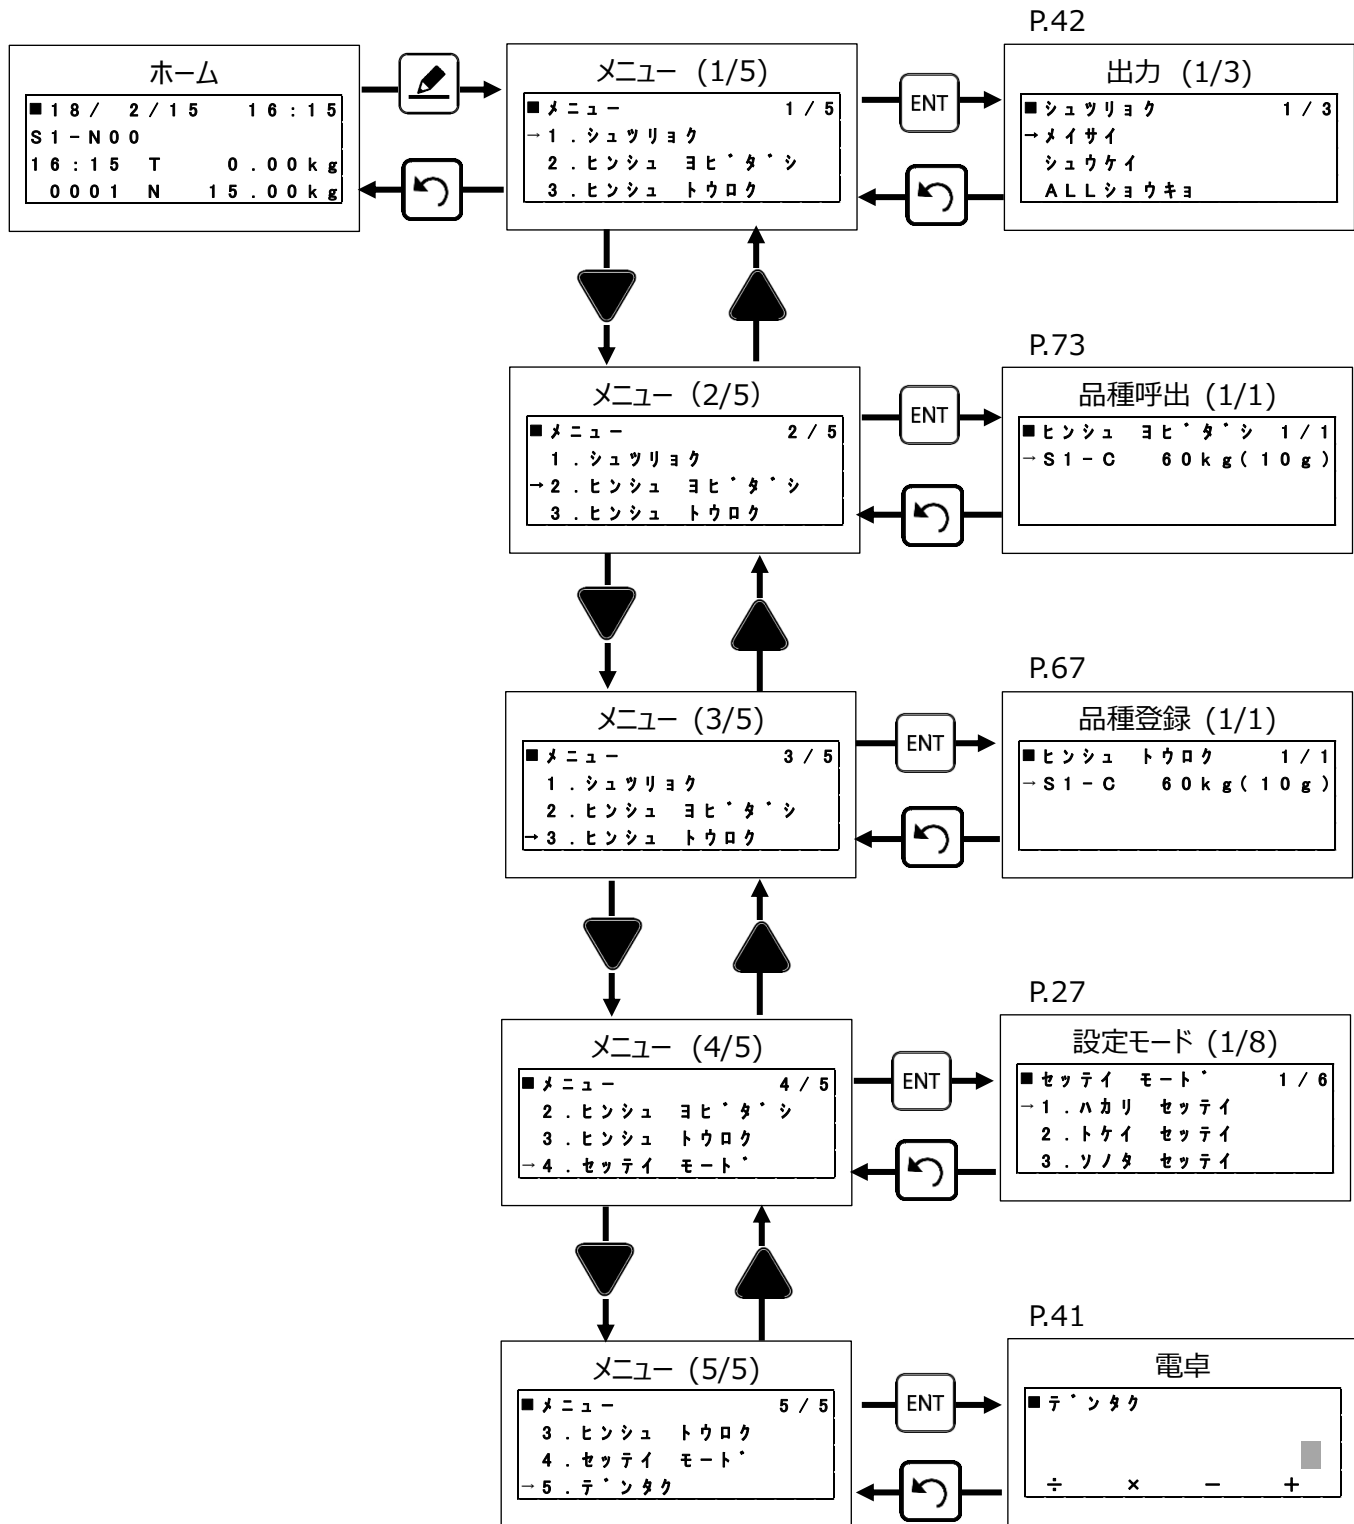 P.42
ホーム
■18/ 2/15 16:15
S1-N00
16:15 T 0.00kg
0001 N 15.00kg
メニュー (1/5)
■メニュー 1/5
→1.シュツリョク
2.ヒンシュ ヨビダシ
3.ヒンシュ トウロク
ENT
出力 (1/3)
■シュツリョク 1/3
→メイサイ
シュウケイ
ALLショウキョ
P.73
メニュー (2/5)
■メニュー 2/5
1.シュツリョク
→2.ヒンシュ ヨビダシ
3.ヒンシュ トウロク
ENT
品種呼出 (1/1)
■ヒンシュ ヨビダシ 1/1
→S1-C 60kg(10g)
P.67
メニュー (3/5)
■メニュー 3/5
1.シュツリョク
2.ヒンシュ ヨビダシ
→3.ヒンシュ トウロク
ENT
品種登録 (1/1)
■ヒンシュ トウロク 1/1
→S1-C 60kg(10g)
P.27
メニュー (4/5)
■メニュー 4/5
2.ヒンシュ ヨビダシ
3.ヒンシュ トウロク
→4.セッテイ モード
ENT
設定モード (1/8)
■セッテイ モード 1/6
→1.ハカリ セッテイ
2.トケイ セッテイ
3.ソノタ セッテイ
P.41
メニュー (5/5)
■メニュー 5/5
3.ヒンシュ トウロク
4.セッテイ モード
→5.デンタク
ENT
電卓
■デンタク
÷ × － +